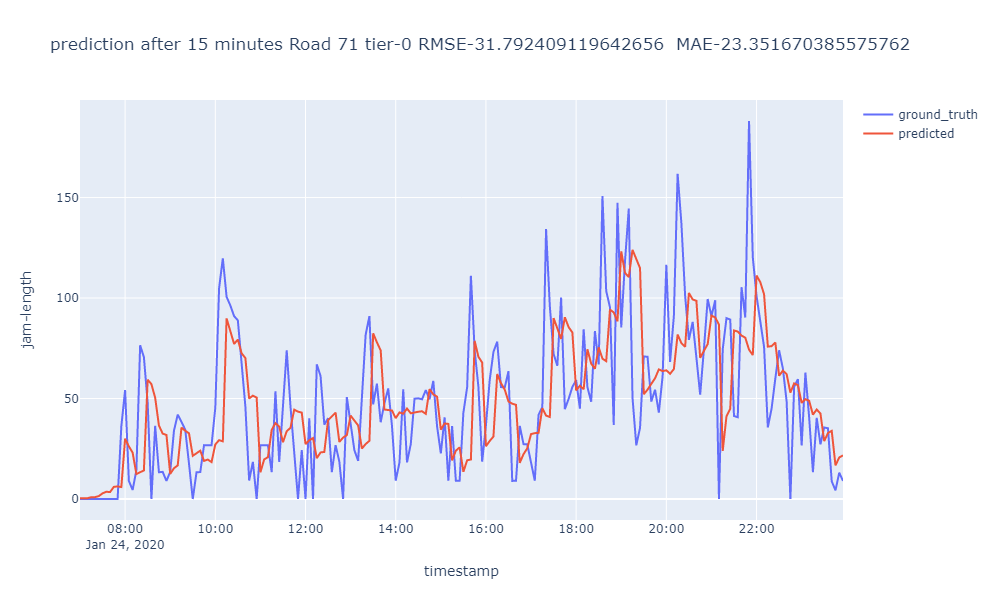 prediction after 15 minutes Road 71 tier-0 RMSE-31.792409119642656  MAE-23.351670385575762
ground_truth
predicted
150
100
50
0
jam-length
08:00 10:00 12:00 14:00 16:00 18:00 20:00 22:00
Jan 24, 2020
timestamp